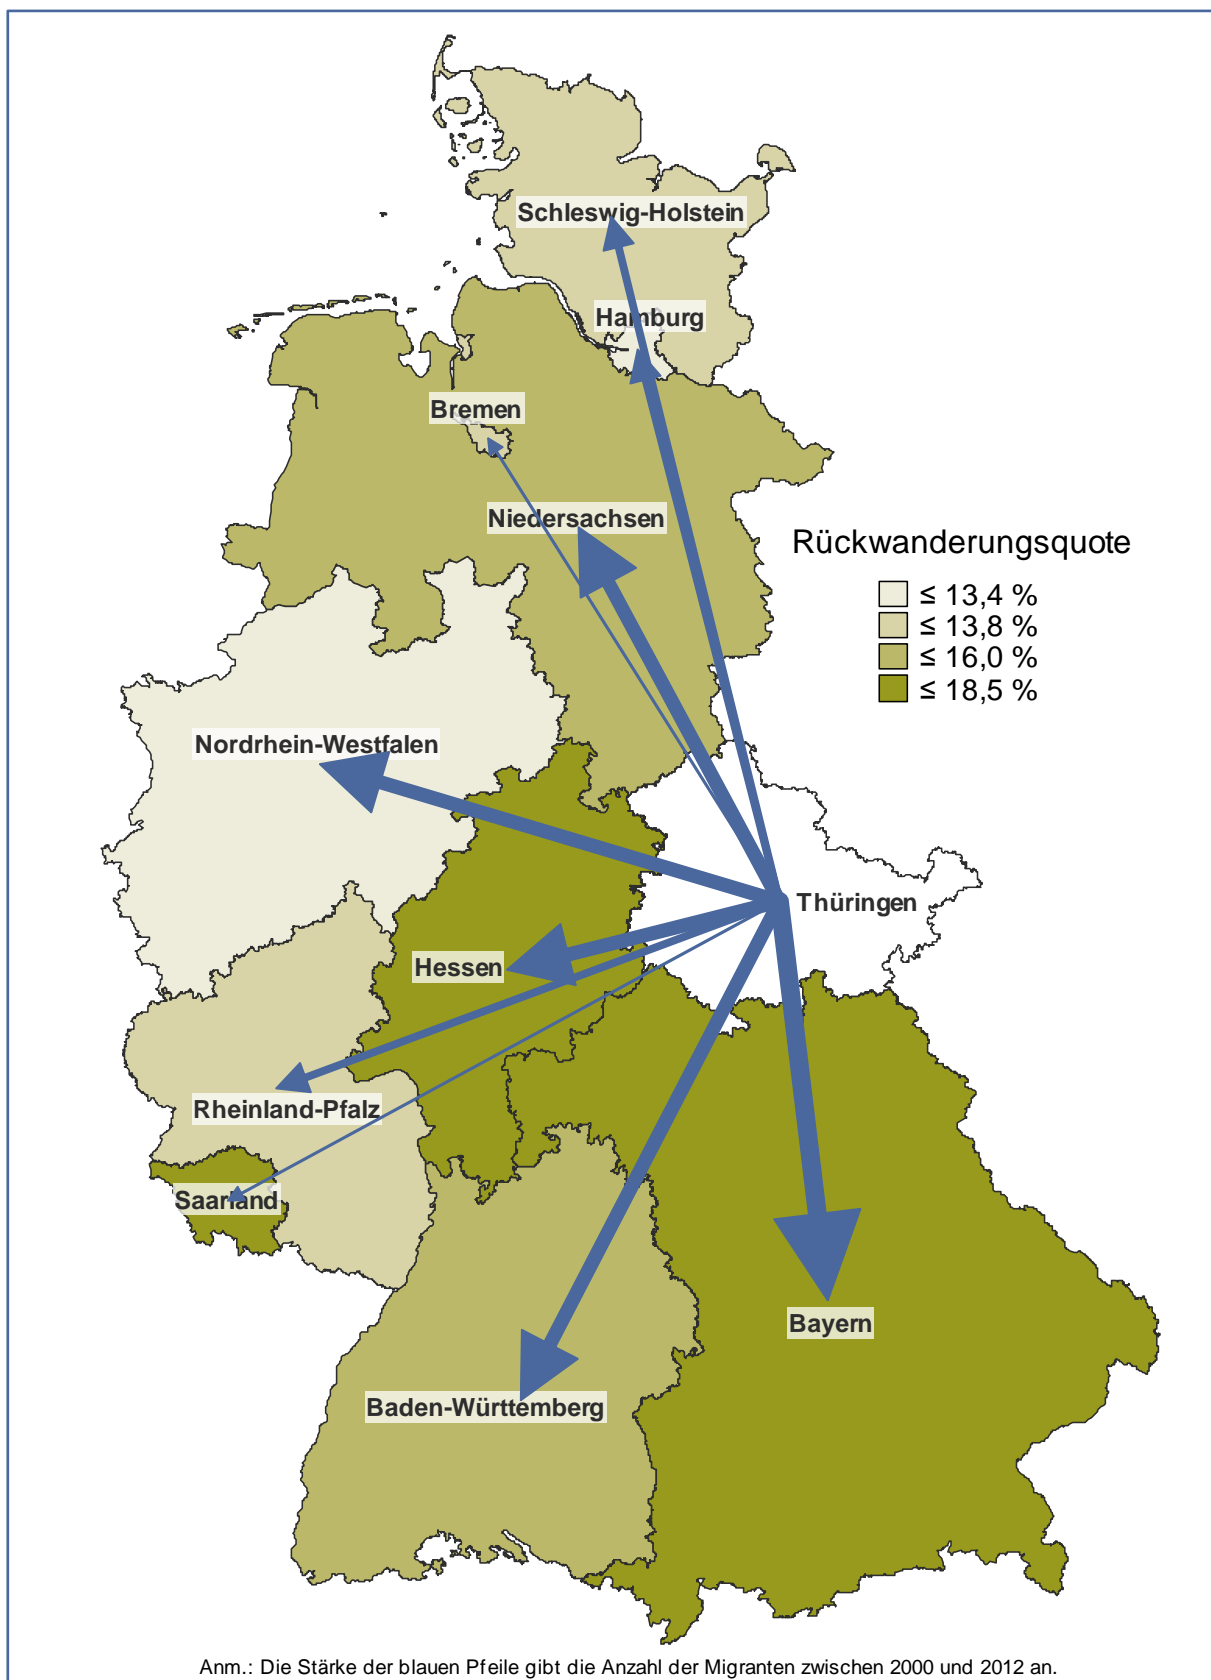 Schleswig-Holstein
Hamburg
Bremen
Niedersachsen
Rückwanderungsquote
≤ 13,4 %
≤ 13,8 %
≤ 16,0 %
≤ 18,5 %
Nordrhein-Westfalen
Thüringen
Hessen
Rheinland-Pfalz
Saarland
Bayern
Baden-Württemberg
Anm.: Die Stärke der blauen Pfeile gibt die Anzahl der Migranten zwischen 2000 und 2012 an.